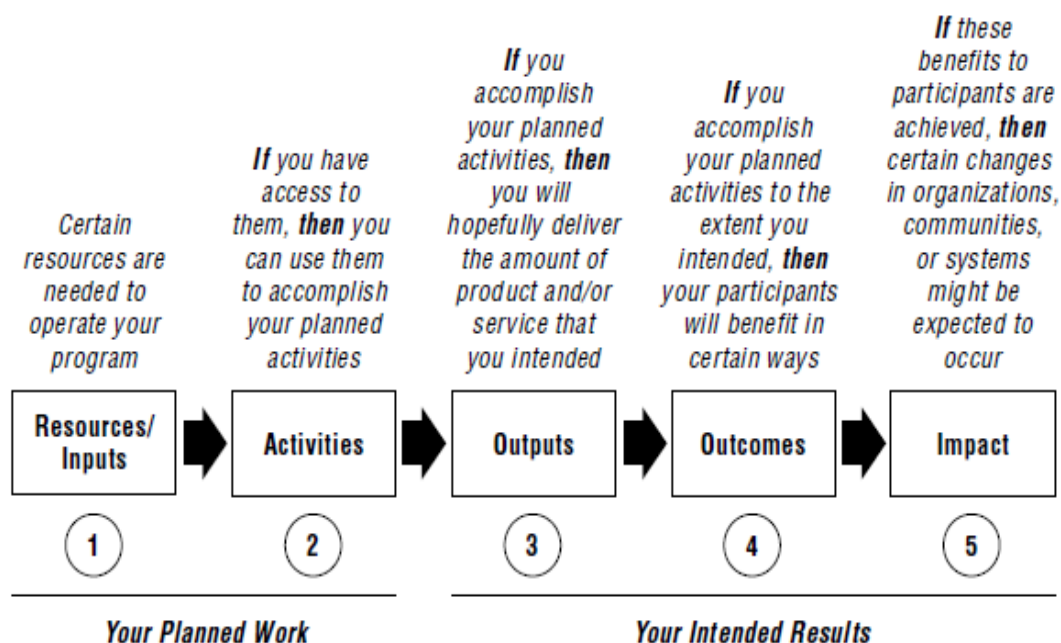 Certain
resources are
needed to
operate your
program
If you have
access to
them, then you
can use them
to accomplish
your planned
activities
If you
accomplish
your planned
activities, then
you will
hopefully deliver
the amount of
product and/or
service that
you intended
If you
accomplish
your planned
activities to the
extent you
intended, then
your participants
will benefit in
certain ways
If these
benefits to
participants are
achieved, then
certain changes
in organizations,
communities,
or systems
might be
expected to
occur
Resources/
Inputs
Activities
Outputs
Outcomes
Impact
1
2
3
4
5
Your Planned Work
Your Intended Results